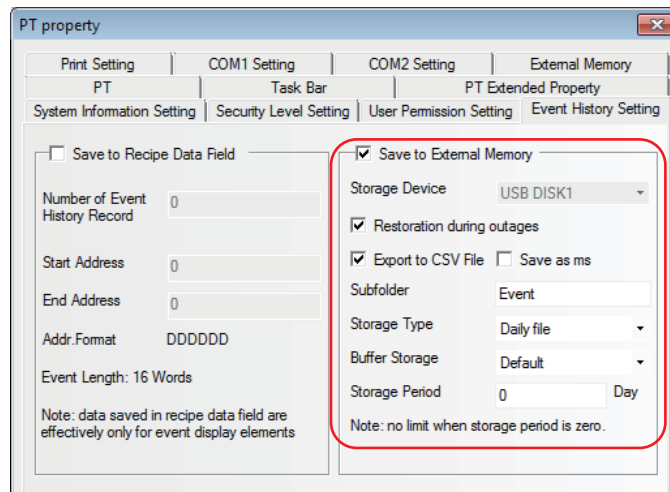 PT property
Print Setting
COM1 Setting
COM2 Setting
External Memory
PT
Task Bar
PT Extended Property
System Information Setting
Security Level Setting
User Permission Setting
Event History Setting
Save to Recipe Data Field
Number of Event
History Record
0
Start Address
0
End Address
0
Addr.Format
DDDDDD
Event Length: 16 Words
Note: data saved in recipe data field are
effectively only for event display elements
Save to External Memory
Storage Device
USB DISK1
Restoration during outages
Export to CSV File
Save as ms
Subfolder
Event
Storage Type
Daily file
Buffer Storage
Default
Storage Period
0
Day
Note: no limit when storage period is zero.